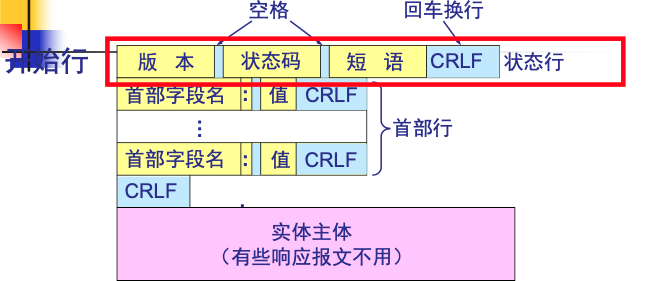 空格 回车换行
开始行 版 本 状态码 短 语 CRLF 状态行
首部字段名 : 值 CRLF
⋮ 首部行
首部字段名 : 值 CRLF
CRLF
实体主体
（有些响应报文不用）